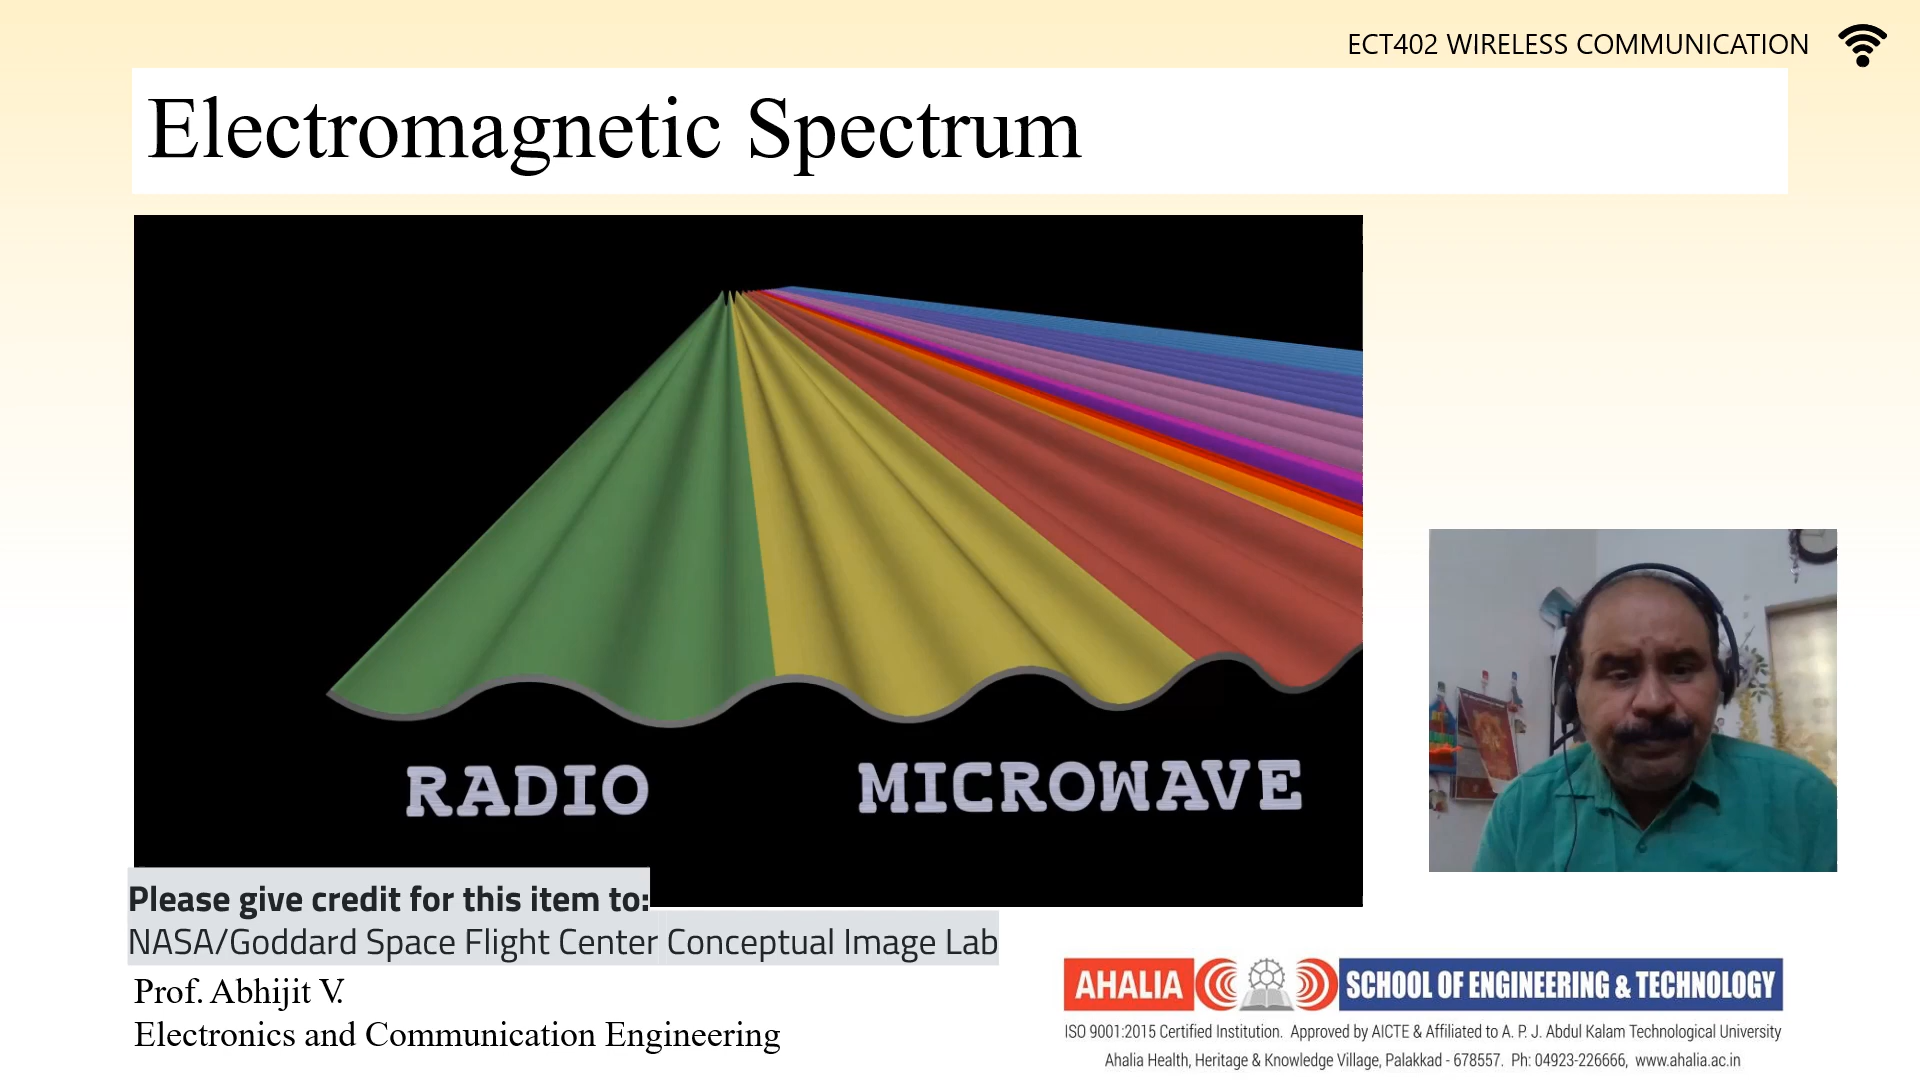 ECT402 WIRELESS COMMUNICATION
Electromagnetic Spectrum
RADIO
MICROWAVE
Please give credit for this item to:
NASA/Goddard Space Flight Center Conceptual Image Lab
Prof. Abhijit V.
Electronics and Communication Engineering
AHALIA SCHOOL OF ENGINEERING & TECHNOLOGY
ISO 9001:2015 Certified Institution. Approved by AICTE & Affiliated to A. P. J. Abdul Kalam Technological University
Ahalia Health, Heritage & Knowledge Village, Palakkad - 678557. Ph: 04923-226666, www.ahalia.ac.in